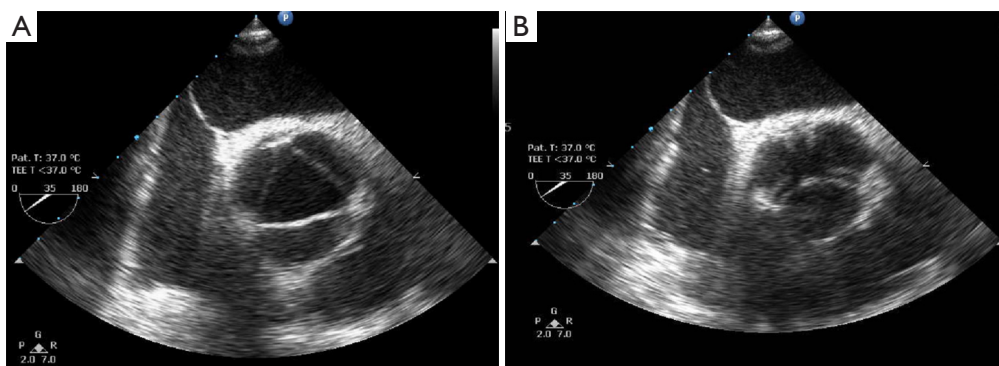 A
P
Pat. T: 37.0 °C
TEE T <37.0 °C
0 35 180
G
P R
2.0 7.0
B
P
S
Pat. T: 37.0 °C
TEE T <37.0 °C
0 35 180
G
P R
2.0 7.0